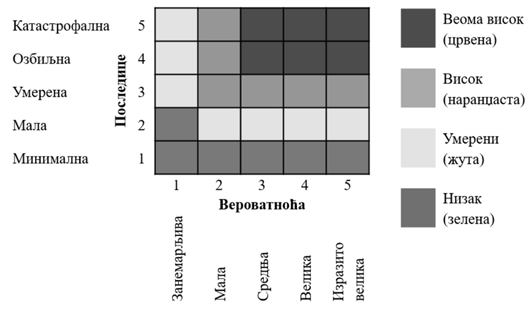 Катастрофална 5
Озбиљна 4
Умерена 3
Мала 2
Минимална 1
Последице
1 2 3 4 5
Вероватноћа
Занемарљива
Мала
Средња
Велика
Изразито
велика
Веома висок
(црвена)
Висок
(наранџаста)
Умерени
(жута)
Низак
(зелена)